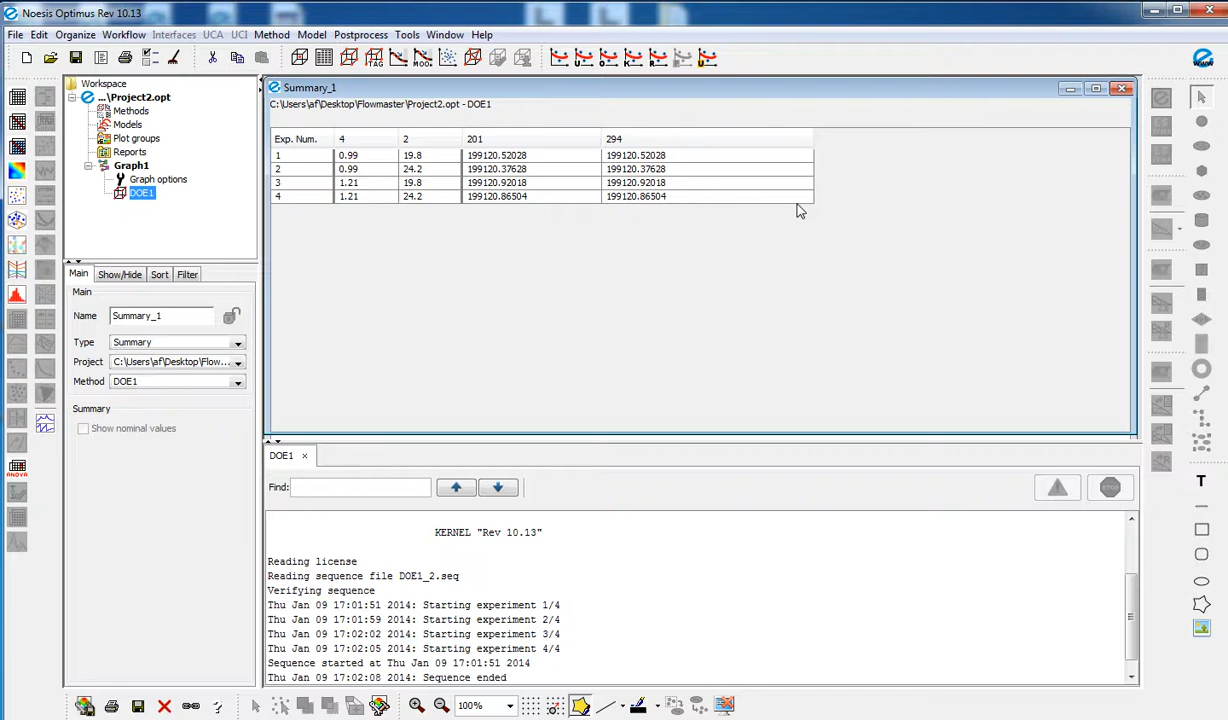 Noesis Optimus Rev 10.13
File Edit Organize Workflow Interfaces UCA UCI Method Model Postprocess Tools Window Help
TAG MOO U O K R U
www
Workspace
...\Project2.opt
Methods
Models
Plot groups
Reports
Graph1
Graph options
DOE1
Main Show/Hide Sort Filter
Main
Name Summary_1
Type Summary
Project C:\Users\af\Desktop\Flow...
Method DOE1
Summary
Show nominal values
ANOVA
Summary_1
C:\Users\af\Desktop\Flowmaster\Project2.opt - DOE1
Exp. Num. 4 2 201 294
1 0.99 19.8 199120.52028 199120.52028
2 0.99 24.2 199120.37628 199120.37628
3 1.21 19.8 199120.92018 199120.92018
4 1.21 24.2 199120.86504 199120.86504
DOE1
Find:
STOP
KERNEL "Rev 10.13"
Reading license
Reading sequence file DOE1_2.seq
Verifying sequence
Thu Jan 09 17:01:51 2014: Starting experiment 1/4
Thu Jan 09 17:01:59 2014: Starting experiment 2/4
Thu Jan 09 17:02:02 2014: Starting experiment 3/4
Thu Jan 09 17:02:05 2014: Starting experiment 4/4
Sequence started at Thu Jan 09 17:01:51 2014
Thu Jan 09 17:02:08 2014: Sequence ended
100%
T